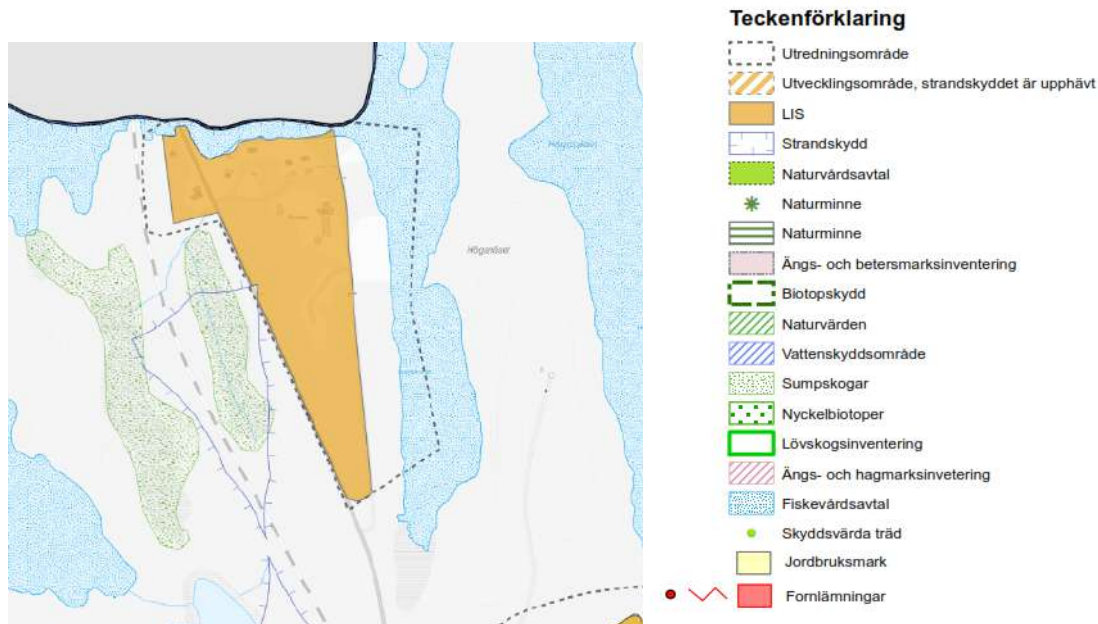 Teckenförklaring
Utredningsområde
Utvecklingsområde, strandskyddet är upphävt
LIS
Strandskydd
Naturvårdsavtal
Naturminne
Naturminne
Ängs- och betersmarksinventering
Biotopskydd
Naturvärden
Vattenskyddsområde
Sumpskogar
Nyckelbiotoper
Lövskogsinventering
Ängs- och hagmarksinvetering
Fiskevårdsavtal
Skyddsvärda träd
Jordbruksmark
Fornlämningar